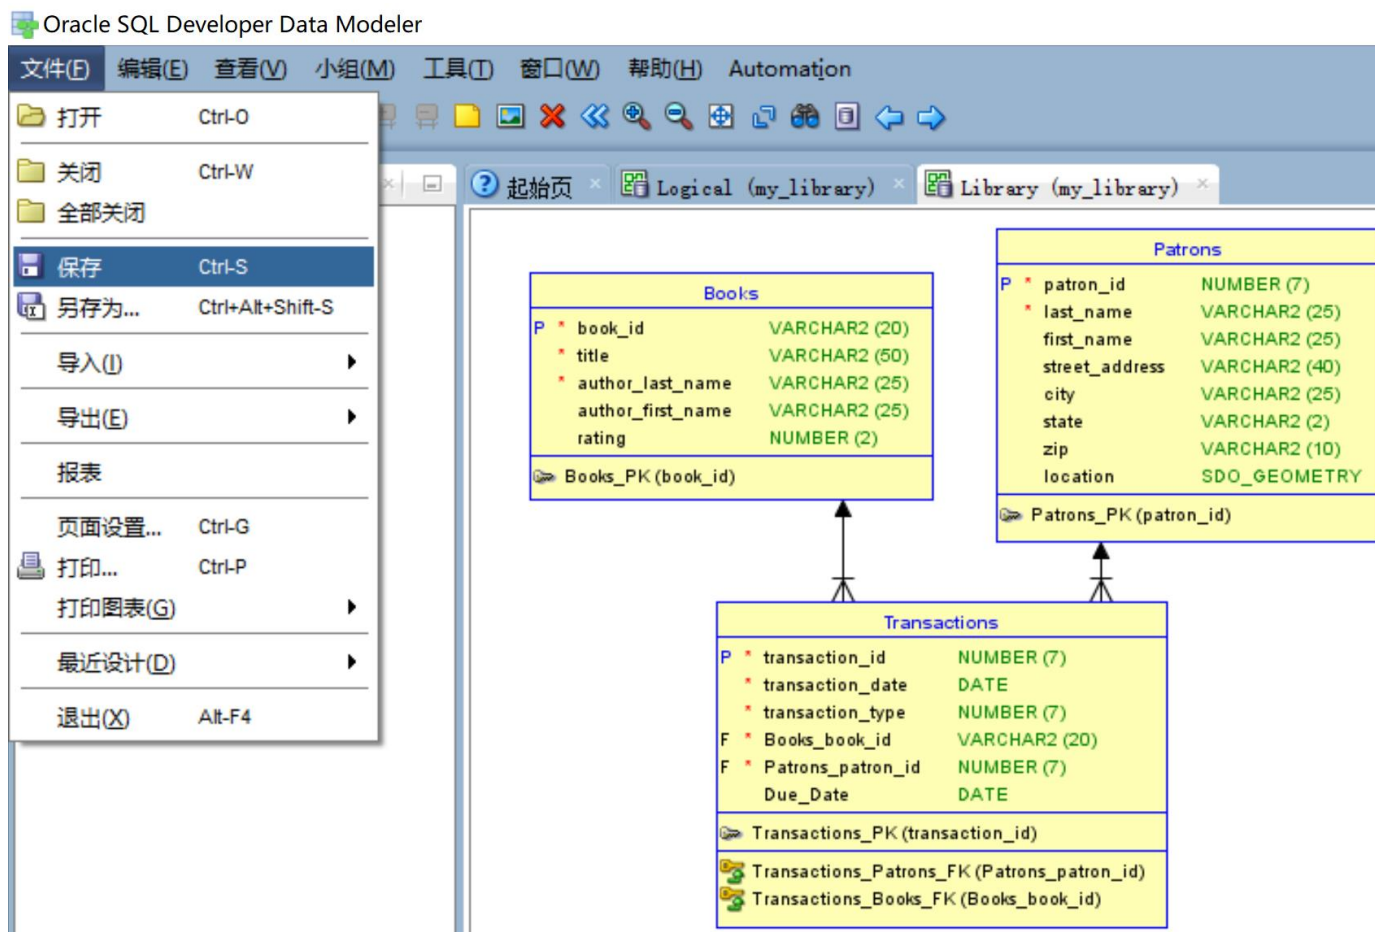 Oracle SQL Developer Data Modeler
文件(F) 编辑(E) 查看(V) 小组(M) 工具(T) 窗口(W) 帮助(H) Automation
打开 Ctrl-O
关闭 Ctrl-W
全部关闭
保存 Ctrl-S
另存为... Ctrl+Alt+Shift-S
导入(I)
导出(E)
报表
页面设置... Ctrl-G
打印... Ctrl-P
打印图表(G)
最近设计(D)
退出(X) Alt-F4
起始页 Logical (my_library) Library (my_library)
Books
P * book_id VARCHAR2 (20)
* title VARCHAR2 (50)
* author_last_name VARCHAR2 (25)
author_first_name VARCHAR2 (25)
rating NUMBER (2)
Books_PK (book_id)
Patrons
P * patron_id NUMBER (7)
* last_name VARCHAR2 (25)
first_name VARCHAR2 (25)
street_address VARCHAR2 (40)
city VARCHAR2 (25)
state VARCHAR2 (2)
zip VARCHAR2 (10)
location SDO_GEOMETRY
Patrons_PK (patron_id)
Transactions
P * transaction_id NUMBER (7)
* transaction_date DATE
* transaction_type NUMBER (7)
F * Books_book_id VARCHAR2 (20)
F * Patrons_patron_id NUMBER (7)
Due_Date DATE
Transactions_PK (transaction_id)
Transactions_Patrons_FK (Patrons_patron_id)
Transactions_Books_FK (Books_book_id)